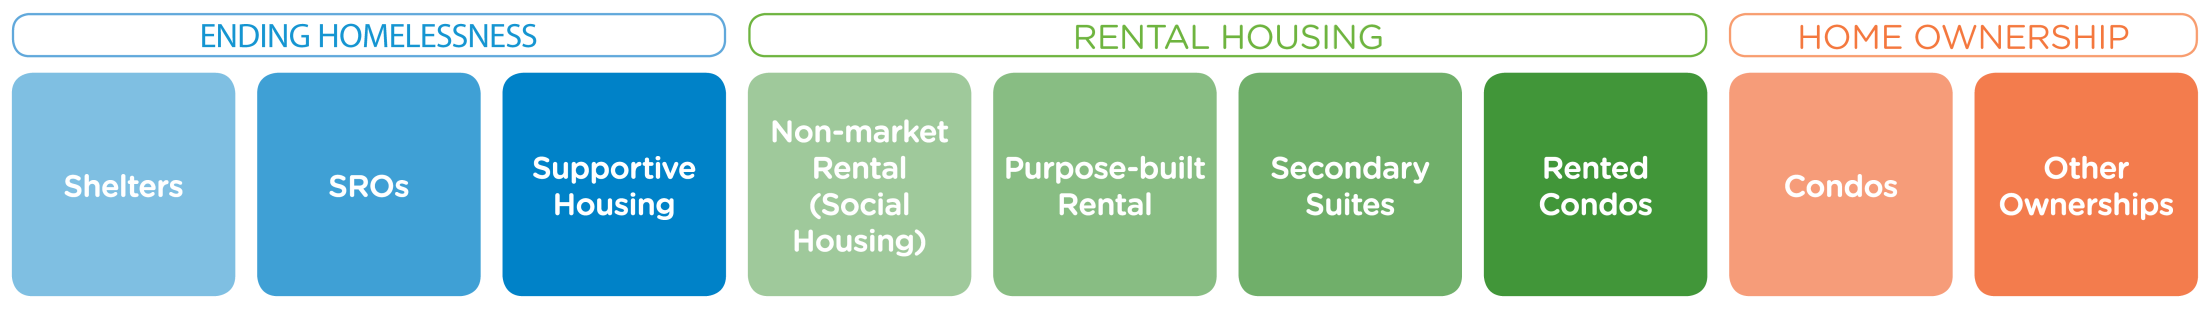 ENDING HOMELESSNESS
RENTAL HOUSING
HOME OWNERSHIP
Shelters
SROs
Supportive
Housing
Non-market
Rental
(Social
Housing)
Purpose-built
Rental
Secondary
Suites
Rented
Condos
Condos
Other
Ownerships